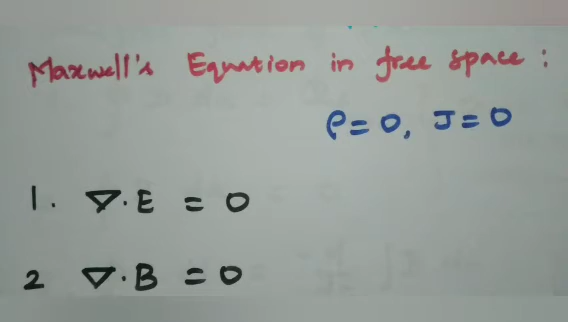 Maxwell's Equation in free space :
ρ = 0, J = 0
1. ∇.E = 0
2 ∇.B = 0